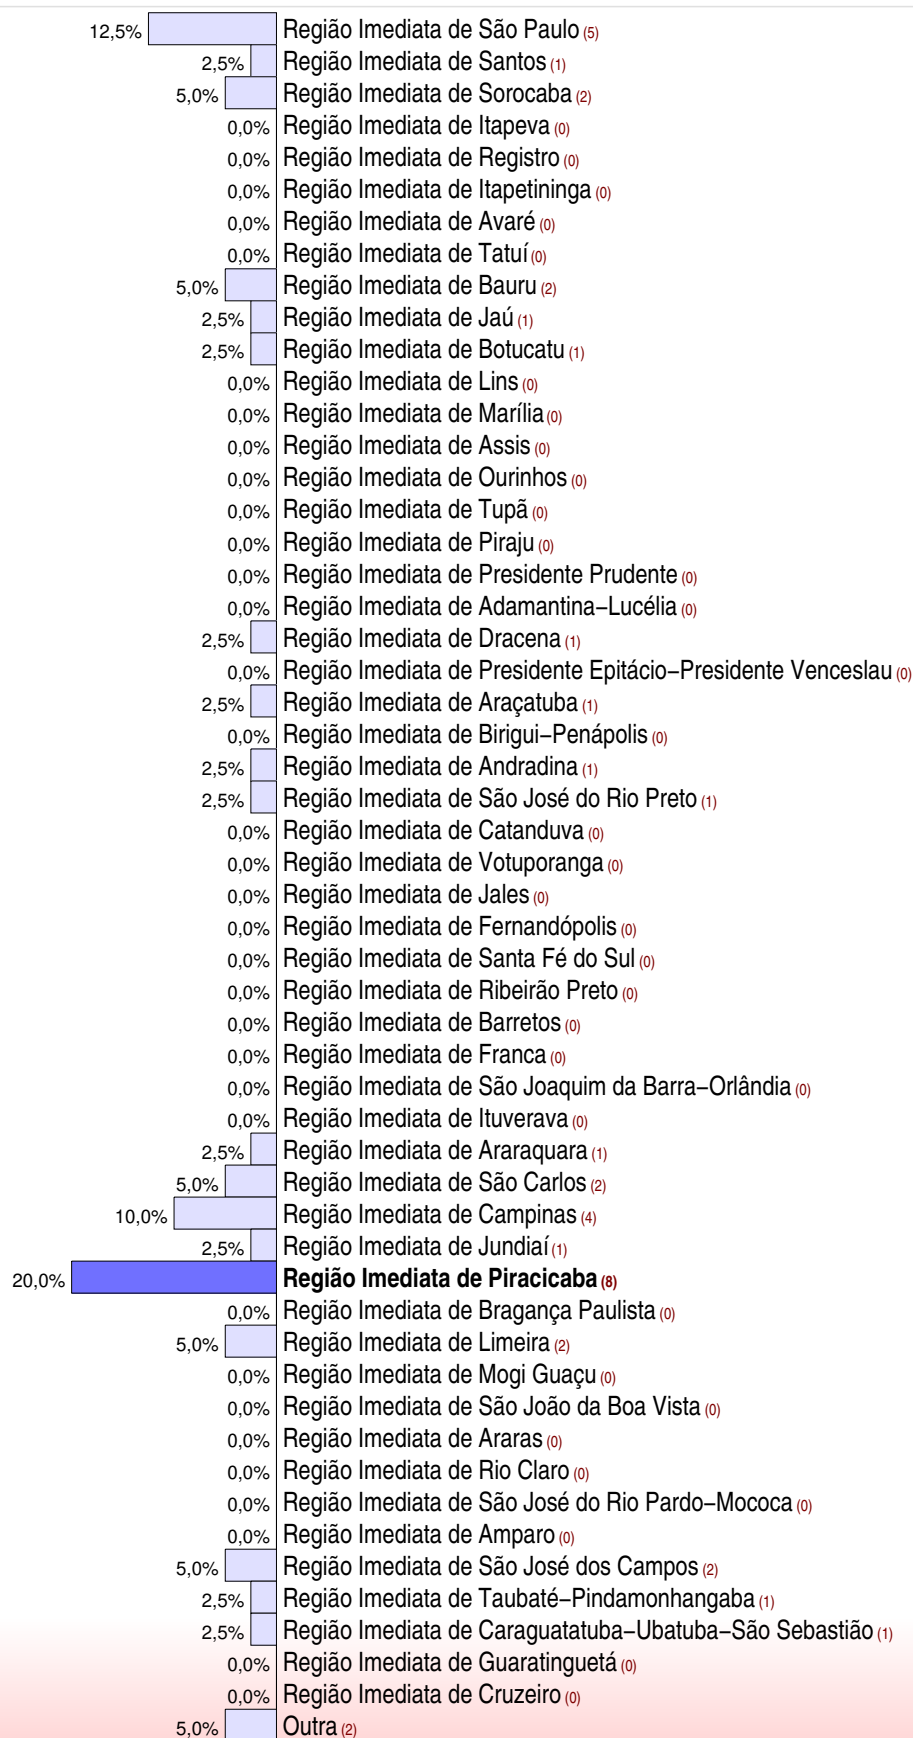 12,5% Região Imediata de São Paulo (5)
2,5% Região Imediata de Santos (1)
5,0% Região Imediata de Sorocaba (2)
0,0% Região Imediata de Itapeva (0)
0,0% Região Imediata de Registro (0)
0,0% Região Imediata de Itapetininga (0)
0,0% Região Imediata de Avaré (0)
0,0% Região Imediata de Tatuí (0)
5,0% Região Imediata de Bauru (2)
2,5% Região Imediata de Jaú (1)
2,5% Região Imediata de Botucatu (1)
0,0% Região Imediata de Lins (0)
0,0% Região Imediata de Marília (0)
0,0% Região Imediata de Assis (0)
0,0% Região Imediata de Ourinhos (0)
0,0% Região Imediata de Tupã (0)
0,0% Região Imediata de Piraju (0)
0,0% Região Imediata de Presidente Prudente (0)
0,0% Região Imediata de Adamantina−Lucélia (0)
2,5% Região Imediata de Dracena (1)
0,0% Região Imediata de Presidente Epitácio−Presidente Venceslau (0)
2,5% Região Imediata de Araçatuba (1)
0,0% Região Imediata de Birigui−Penápolis (0)
2,5% Região Imediata de Andradina (1)
2,5% Região Imediata de São José do Rio Preto (1)
0,0% Região Imediata de Catanduva (0)
0,0% Região Imediata de Votuporanga (0)
0,0% Região Imediata de Jales (0)
0,0% Região Imediata de Fernandópolis (0)
0,0% Região Imediata de Santa Fé do Sul (0)
0,0% Região Imediata de Ribeirão Preto (0)
0,0% Região Imediata de Barretos (0)
0,0% Região Imediata de Franca (0)
0,0% Região Imediata de São Joaquim da Barra−Orlândia (0)
0,0% Região Imediata de Ituverava (0)
2,5% Região Imediata de Araraquara (1)
5,0% Região Imediata de São Carlos (2)
10,0% Região Imediata de Campinas (4)
2,5% Região Imediata de Jundiaí (1)
20,0% Região Imediata de Piracicaba (8)
0,0% Região Imediata de Bragança Paulista (0)
5,0% Região Imediata de Limeira (2)
0,0% Região Imediata de Mogi Guaçu (0)
0,0% Região Imediata de São João da Boa Vista (0)
0,0% Região Imediata de Araras (0)
0,0% Região Imediata de Rio Claro (0)
0,0% Região Imediata de São José do Rio Pardo−Mococa (0)
0,0% Região Imediata de Amparo (0)
5,0% Região Imediata de São José dos Campos (2)
2,5% Região Imediata de Taubaté−Pindamonhangaba (1)
2,5% Região Imediata de Caraguatatuba−Ubatuba−São Sebastião (1)
0,0% Região Imediata de Guaratinguetá (0)
0,0% Região Imediata de Cruzeiro (0)
5,0% Outra (2)